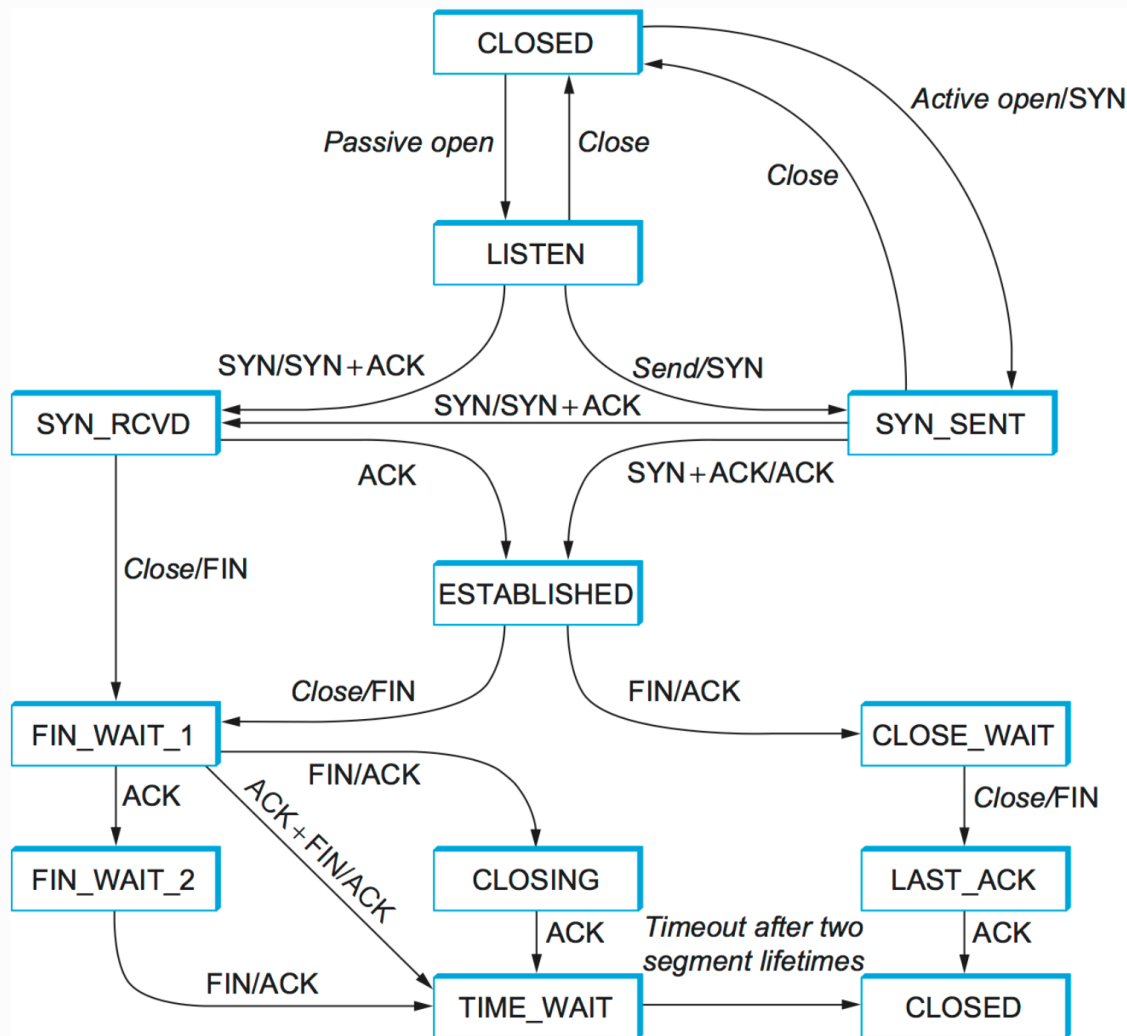 CLOSED
Active open/SYN
Passive open
Close
Close
LISTEN
SYN/SYN+ACK
Send/SYN
SYN/SYN+ACK
SYN_RCVD
SYN_SENT
ACK
SYN+ACK/ACK
Close/FIN
ESTABLISHED
Close/FIN
FIN/ACK
FIN_WAIT_1
CLOSE_WAIT
FIN/ACK
ACK
ACK+FIN/ACK
Close/FIN
FIN_WAIT_2
CLOSING
LAST_ACK
ACK
Timeout after two
segment lifetimes
ACK
FIN/ACK
TIME_WAIT
CLOSED